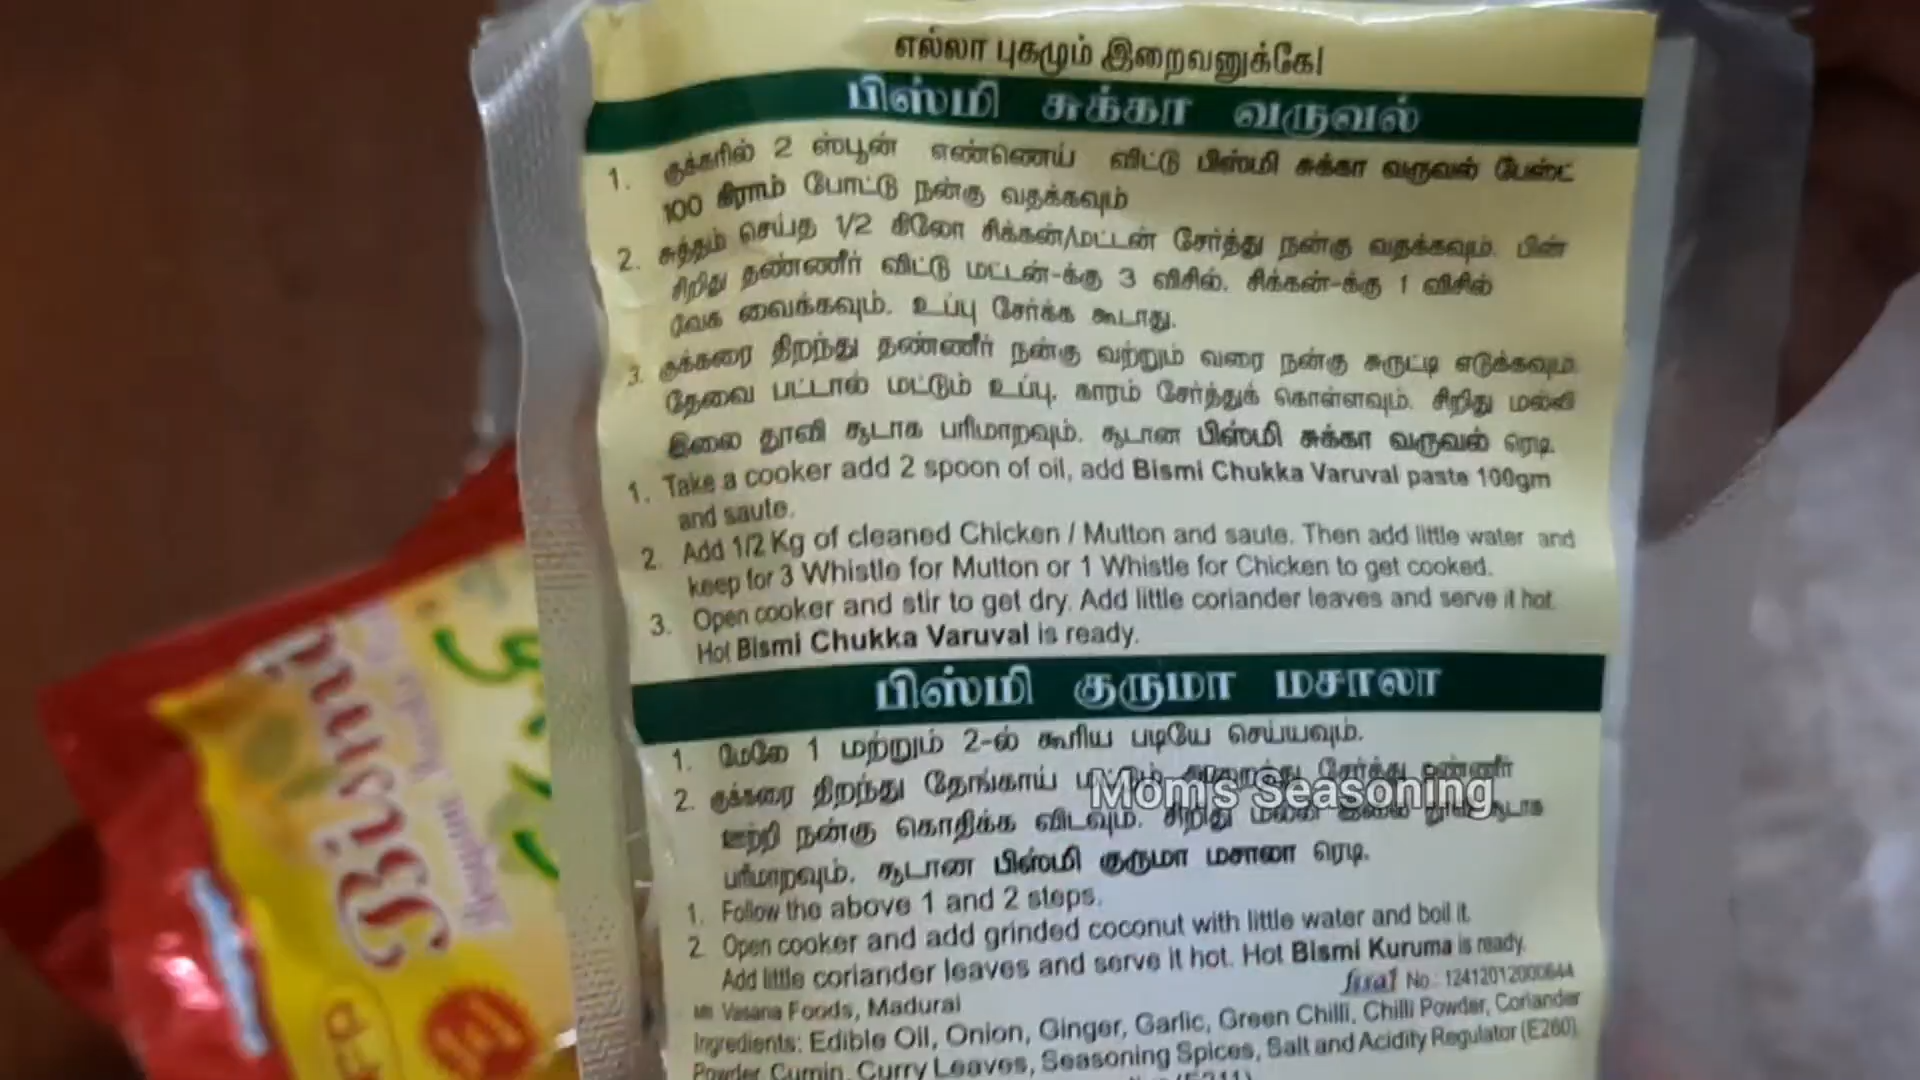 எல்லா புகழும் இறைவனுக்கே!
பிஸ்மி சுக்கா வருவல்
1. குக்கரில் 2 ஸ்பூன் எண்ணெய் விட்டு பிஸ்மி சுக்கா வருவல் பேஸ்ட்
100 கிராம் போட்டு நன்கு வதக்கவும்
2. சுத்தம் செய்த 1/2 கிலோ சிக்கன்/மட்டன் சேர்த்து நன்கு வதக்கவும். பின்
சிறிது தண்ணீர் விட்டு மட்டன்-க்கு 3 விசில். சிக்கன்-க்கு 1 விசில்
வேக வைக்கவும். உப்பு சேர்க்க கூடாது.
3. குக்கரை திறந்து தண்ணீர் நன்கு வற்றும் வரை நன்கு சுருட்டி எடுக்கவும்
தேவை பட்டால் மட்டும் உப்பு, காரம் சேர்த்துக் கொள்ளவும். சிறிது மல்லி
இலை தூவி சூடாக பரிமாறவும். சூடான பிஸ்மி சுக்கா வருவல் ரெடி.
1. Take a cooker add 2 spoon of oil, add Bismi Chukka Varuval paste 100gm
and saute.
2. Add 1/2 Kg of cleaned Chicken / Mutton and saute. Then add little water and
keep for 3 Whistle for Mutton or 1 Whistle for Chicken to get cooked.
3. Open cooker and stir to get dry. Add little coriander leaves and serve it hot.
Hot Bismi Chukka Varuval is ready.
பிஸ்மி குருமா மசாலா
1. மேலே 1 மற்றும் 2-ல் கூறிய படியே செய்யவும்.
2. குக்கரை திறந்து தேங்காய் மட்டும் அரைத்து சேர்த்து தண்ணீர்
Mom's Seasoning
ஊற்றி நன்கு கொதிக்க விடவும். சிறிது மல்லி இலை தூவி சூடாக
பரிமாறவும். சூடான பிஸ்மி குருமா மசாலா ரெடி.
1. Follow the above 1 and 2 steps.
2. Open cooker and add grinded coconut with little water and boil it.
Add little coriander leaves and serve it hot. Hot Bismi Kuruma is ready.
fssai No : 12412012000644
Vasana Foods, Madurai
Ingredients: Edible Oil, Onion, Ginger, Garlic, Green Chilli, Chilli Powder, Coriander
Powder, Cumin, Curry Leaves, Seasoning Spices, Salt and Acidity Regulator (E260)
Bismi